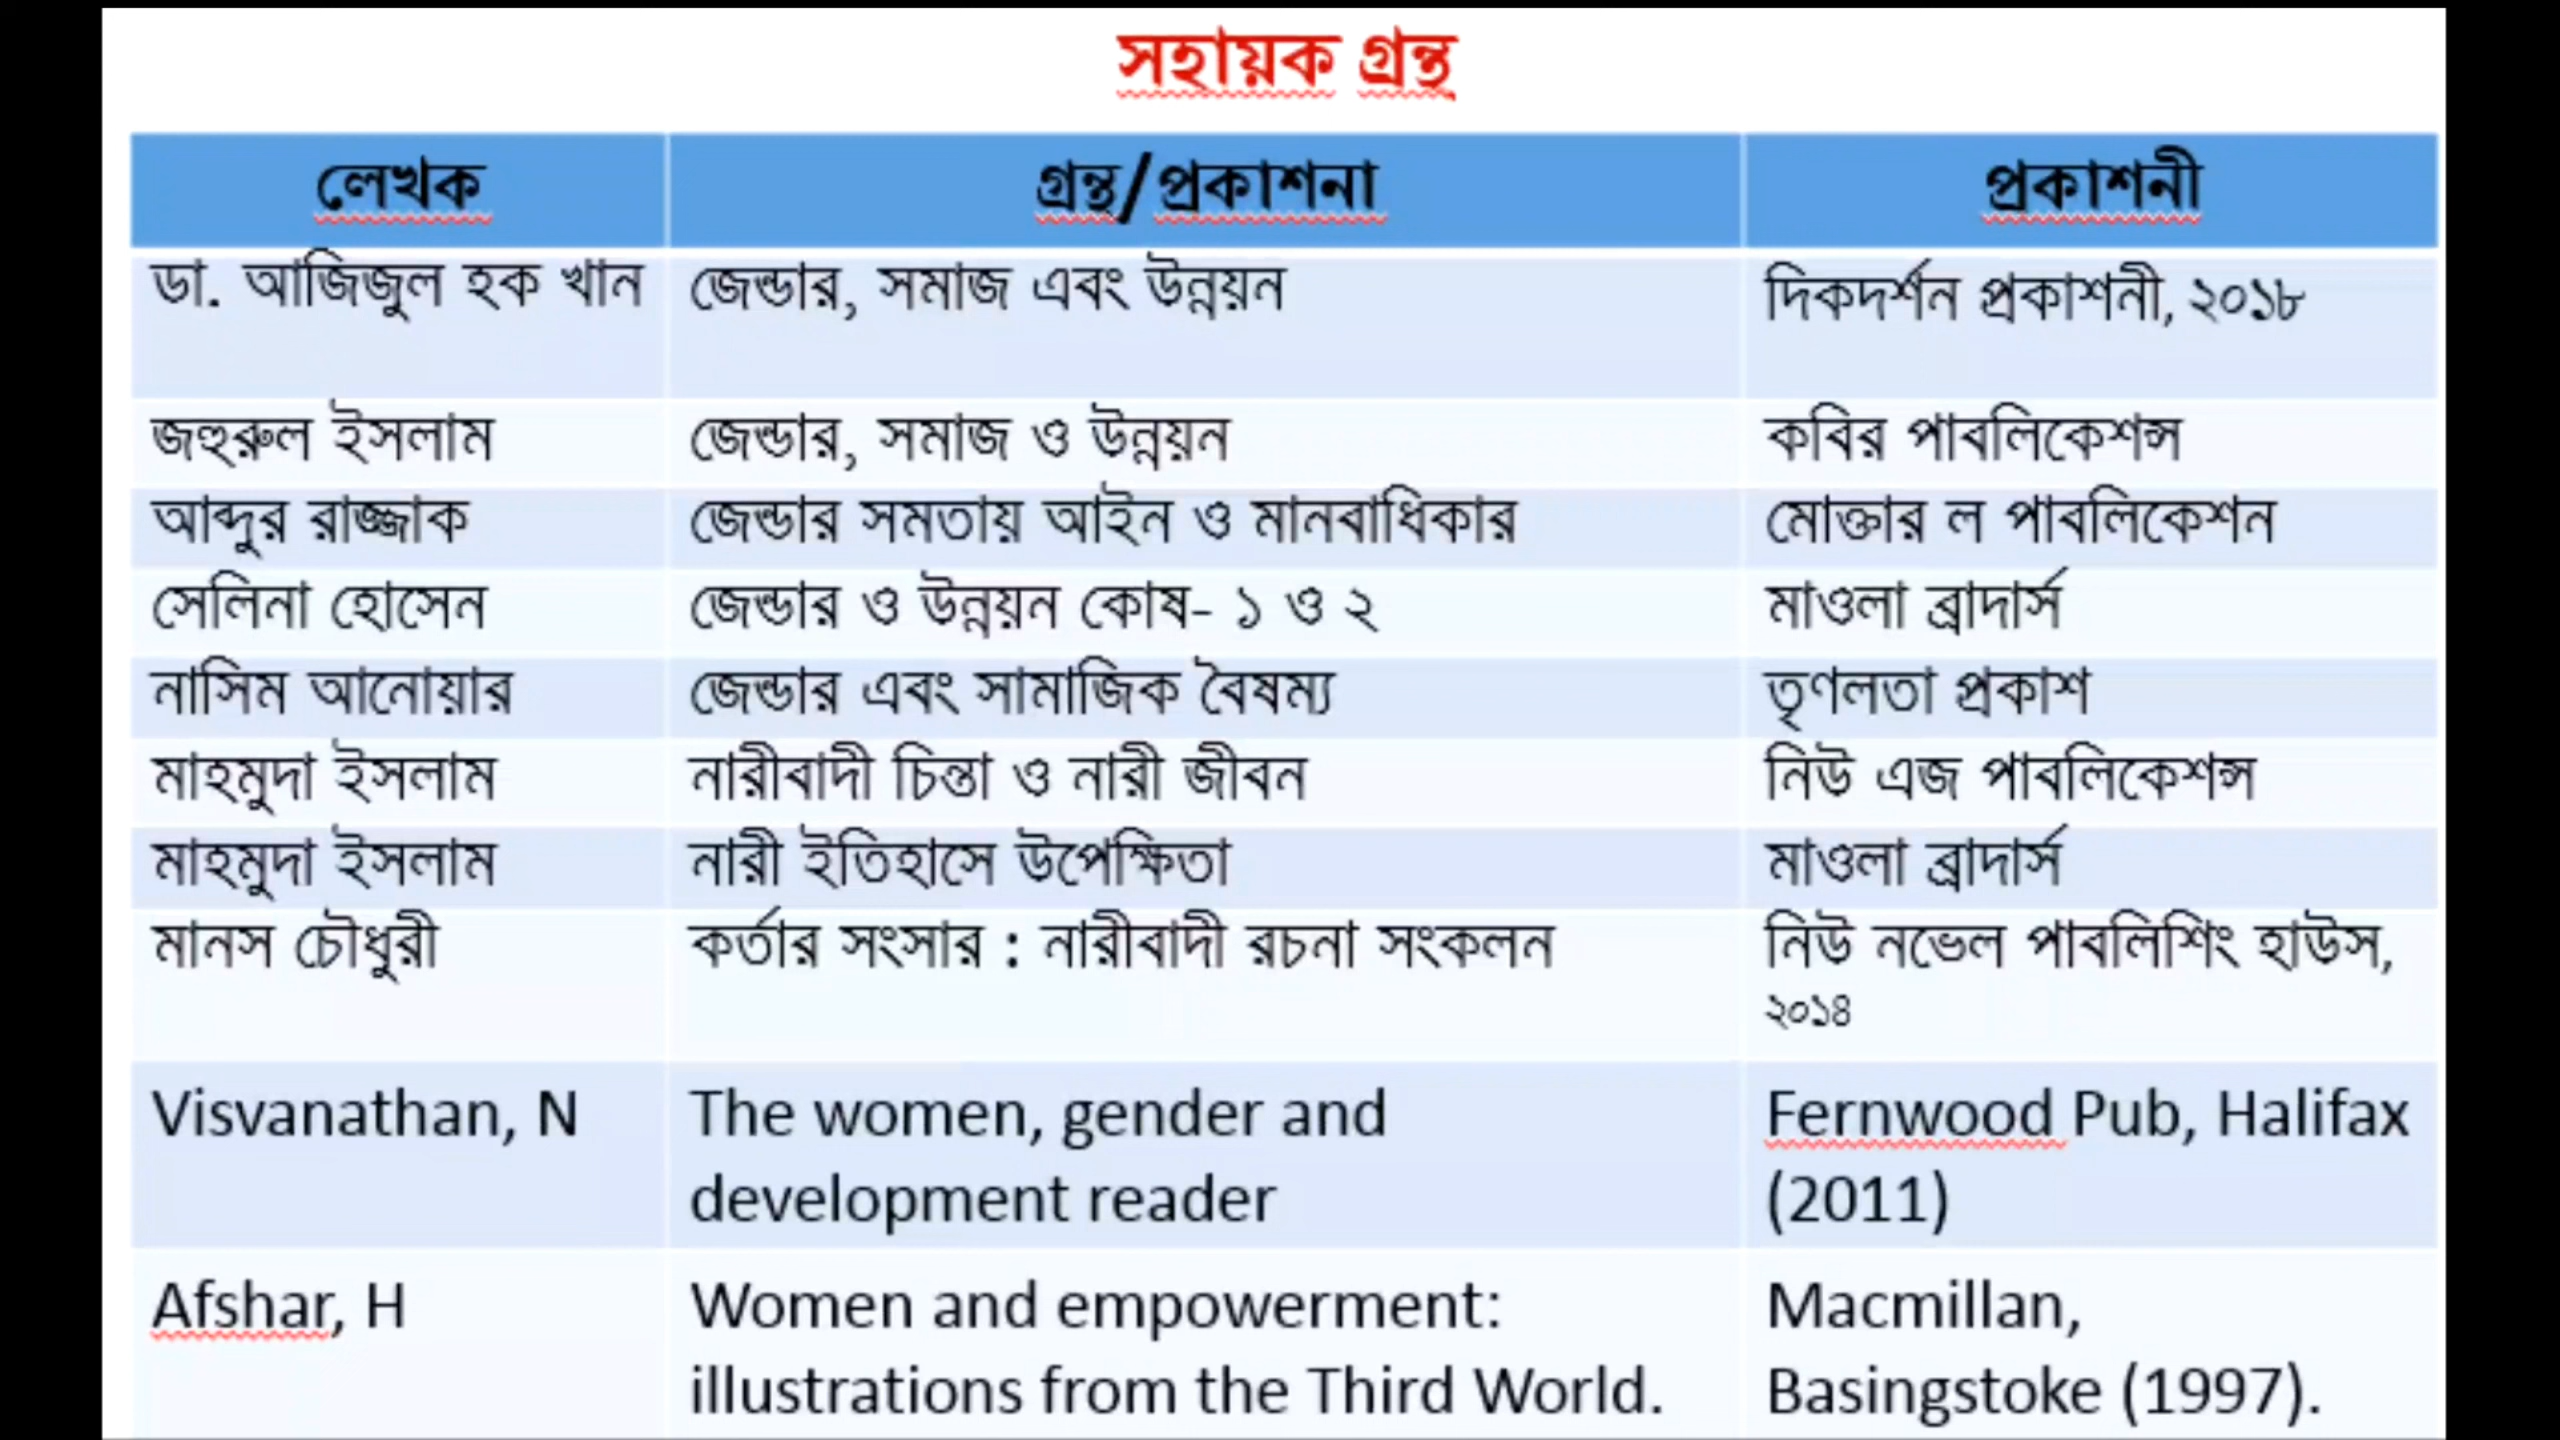 সহায়ক গ্রন্থ
লেখক গ্রন্থ/প্রকাশনা প্রকাশনী
ডা. আজিজুল হক খান জেন্ডার, সমাজ এবং উন্নয়ন দিকদর্শন প্রকাশনী, ২০১৮
জহুরুল ইসলাম জেন্ডার, সমাজ ও উন্নয়ন কবির পাবলিকেশন্স
আব্দুর রাজ্জাক জেন্ডার সমতায় আইন ও মানবাধিকার মোক্তার ল পাবলিকেশন
সেলিনা হোসেন জেন্ডার ও উন্নয়ন কোষ- ১ ও ২ মাওলা ব্রাদার্স
নাসিম আনোয়ার জেন্ডার এবং সামাজিক বৈষম্য তৃণলতা প্রকাশ
মাহমুদা ইসলাম নারীবাদী চিন্তা ও নারী জীবন নিউ এজ পাবলিকেশন্স
মাহমুদা ইসলাম নারী ইতিহাসে উপেক্ষিতা মাওলা ব্রাদার্স
মানস চৌধুরী কর্তার সংসার : নারীবাদী রচনা সংকলন নিউ নভেল পাবলিশিং হাউস,
২০১৪
Visvanathan, N The women, gender and Fernwood Pub, Halifax
development reader (2011)
Afshar, H Women and empowerment: Macmillan,
illustrations from the Third World. Basingstoke (1997).